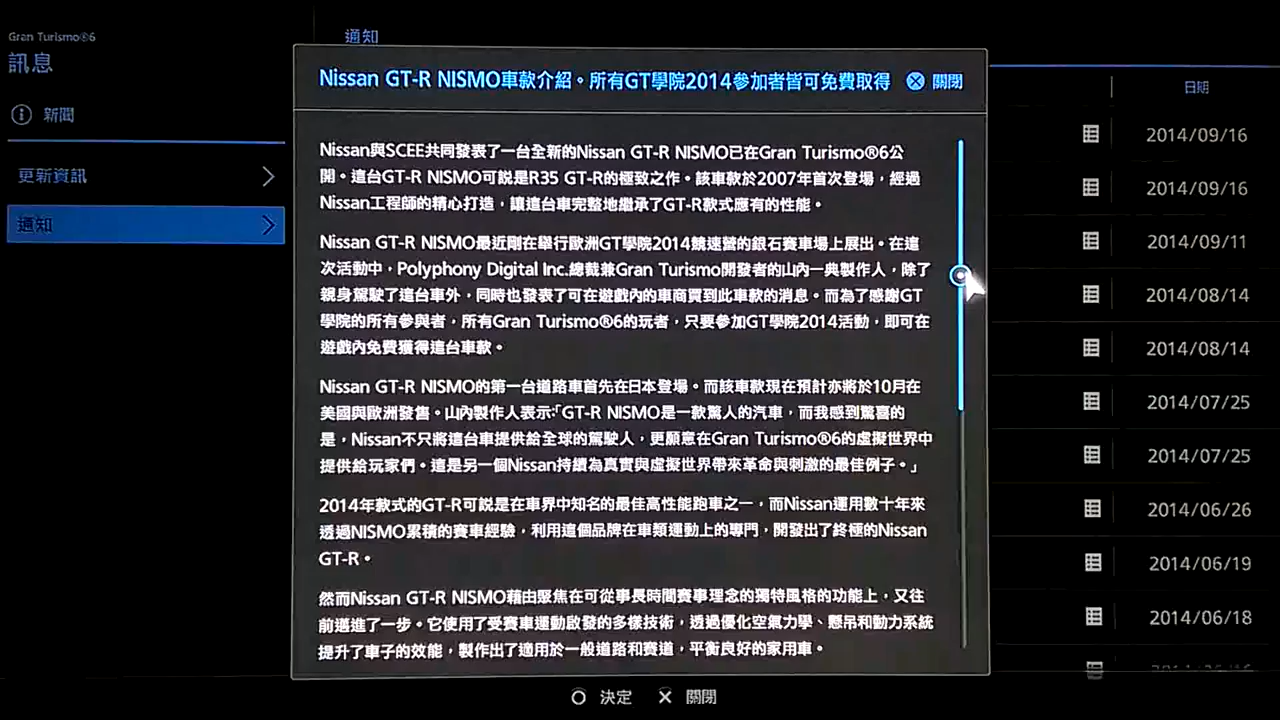 Gran Turismo®6
訊息
新聞
更新資訊
通知
通知
Nissan GT-R NISMO車款介紹。所有GT學院2014參加者皆可免費取得
關閉
Nissan與SCEE共同發表了一台全新的Nissan GT-R NISMO已在Gran Turismo®6公
開。這台GT-R NISMO可說是R35 GT-R的極致之作。該車款於2007年首次登場，經過
Nissan工程師的精心打造，讓這台車完整地繼承了GT-R款式應有的性能。
Nissan GT-R NISMO最近剛在舉行歐洲GT學院2014競速營的銀石賽車場上展出。在這
次活動中，Polyphony Digital Inc.總裁兼Gran Turismo開發者的山內一典製作人，除了
親身駕駛了這台車外，同時也發表了可在遊戲內的車商買到此車款的消息。而為了感謝GT
學院的所有參與者，所有Gran Turismo®6的玩者，只要參加GT學院2014活動，即可在
遊戲內免費獲得這台車款。
Nissan GT-R NISMO的第一台道路車首先在日本登場。而該車款現在預計亦將於10月在
美國與歐洲發售。山內製作人表示:「GT-R NISMO是一款驚人的汽車，而我感到驚喜的
是，Nissan不只將這台車提供給全球的駕駛人，更願意在Gran Turismo®6的虛擬世界中
提供給玩家們。這是另一個Nissan持續為真實與虛擬世界帶來革命與刺激的最佳例子。」
2014年款式的GT-R可說是在車界中知名的最佳高性能跑車之一，而Nissan運用數十年來
透過NISMO累積的賽車經驗，利用這個品牌在車類運動上的專門，開發出了終極的Nissan
GT-R。
然而Nissan GT-R NISMO藉由聚焦在可從事長時間賽事理念的獨特風格的功能上，又往
前邁進了一步。它使用了受賽車運動啟發的多樣技術，透過優化空氣力學、懸吊和動力系統
提升了車子的效能，製作出了適用於一般道路和賽道，平衡良好的家用車。
日期
2014/09/16
2014/09/16
2014/09/11
2014/08/14
2014/08/14
2014/07/25
2014/07/25
2014/06/26
2014/06/19
2014/06/18
決定
關閉